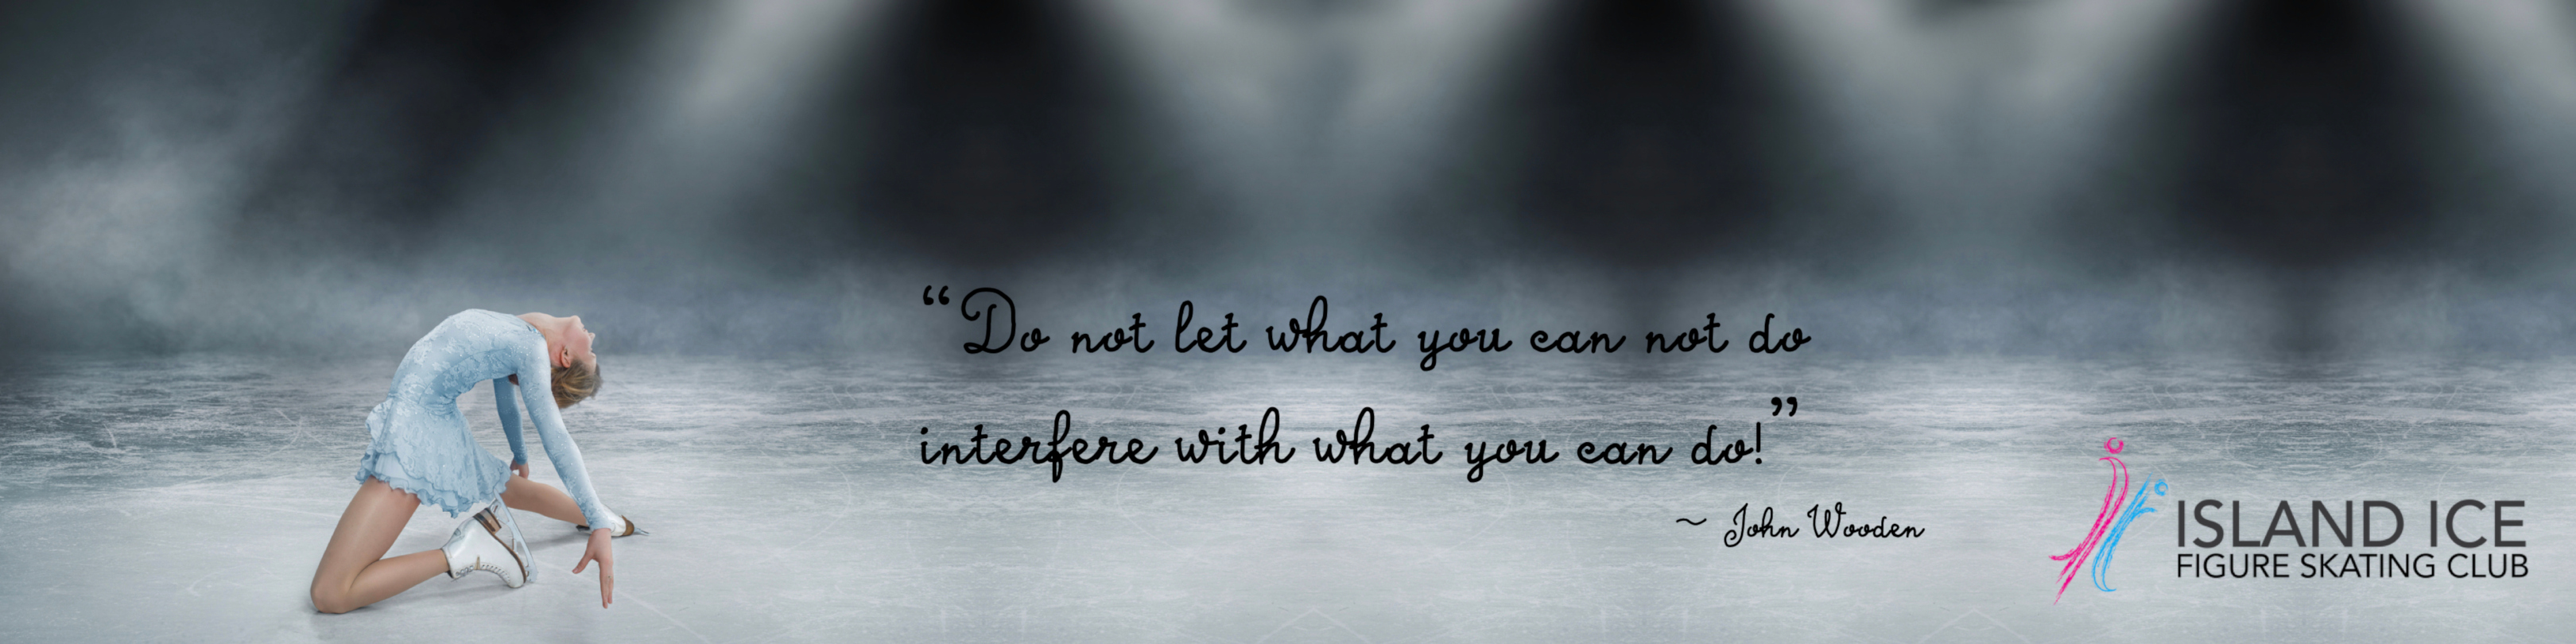 “Do not let what you can not do
interfere with what you can do!”
~ John Wooden
ISLAND ICE
FIGURE SKATING CLUB